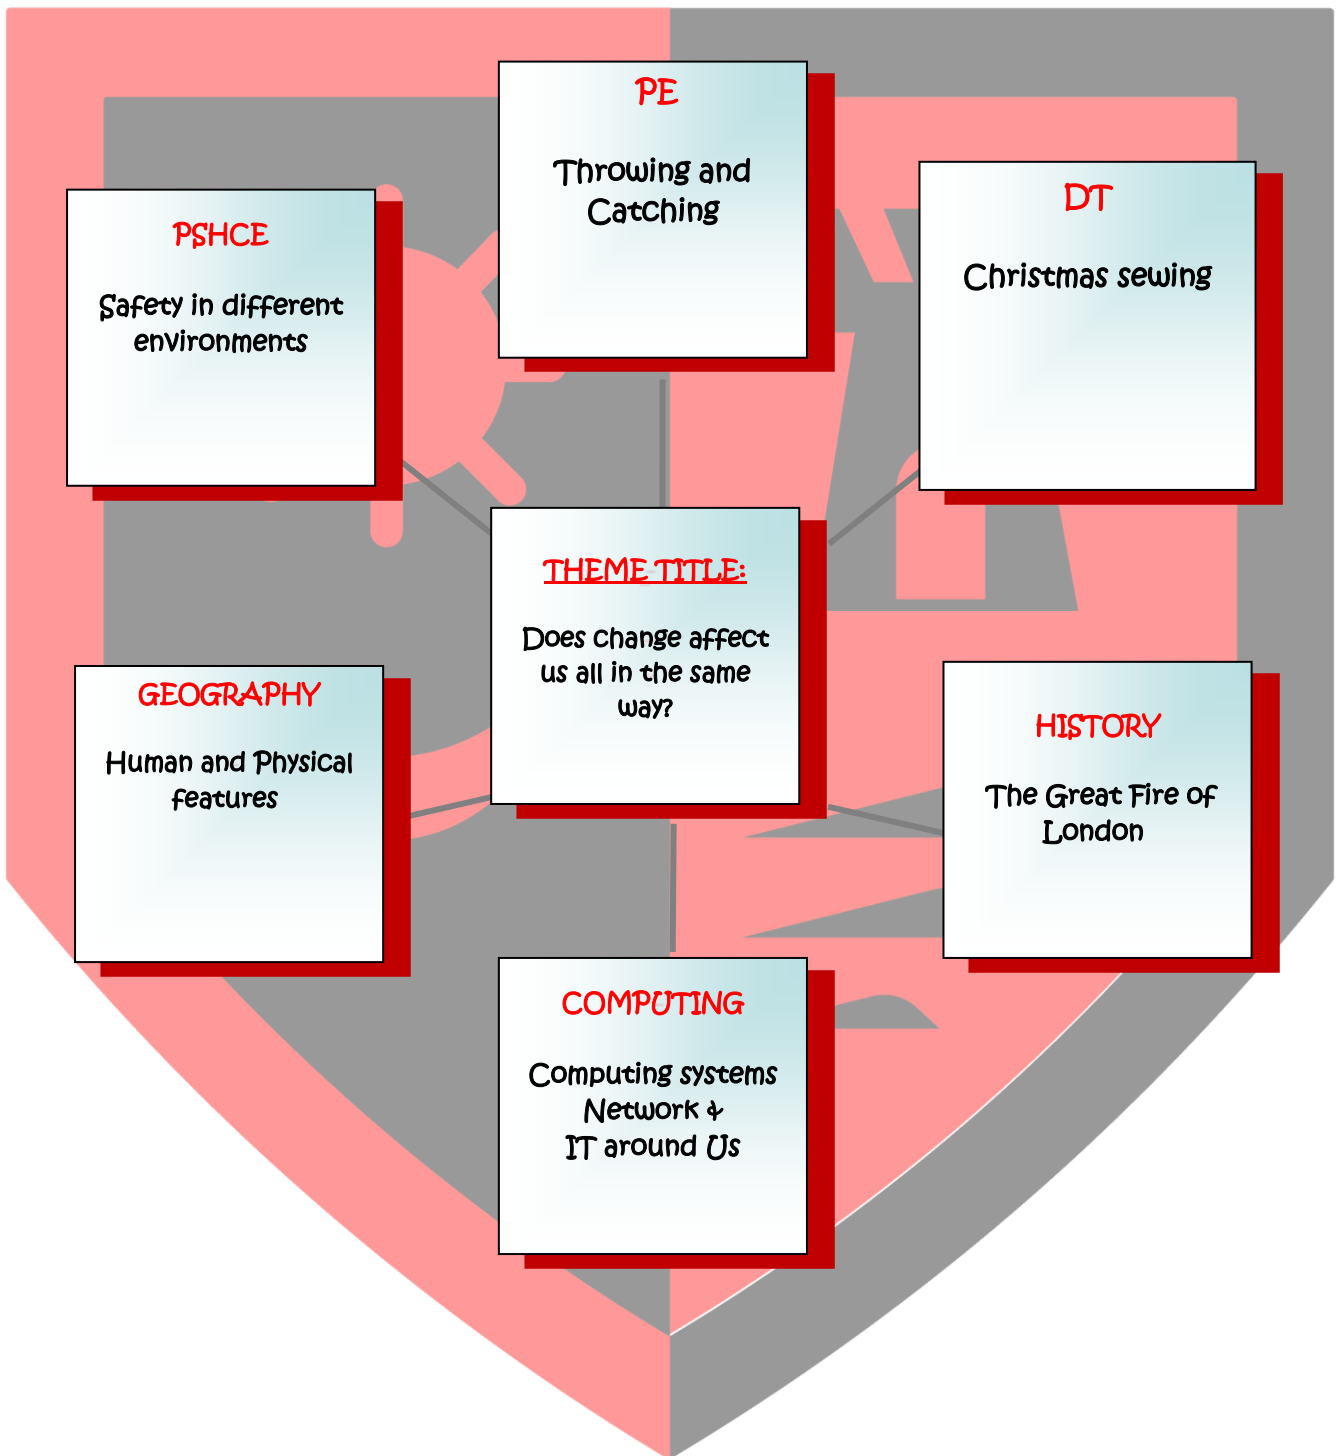 PE
Throwing and
Catching
DT
Christmas sewing
PSHCE
Safety in different
environments
THEME TITLE:
Does change affect
us all in the same
way?
GEOGRAPHY
Human and Physical
features
HISTORY
The Great Fire of
London
COMPUTING
Computing systems
Network &
IT around Us